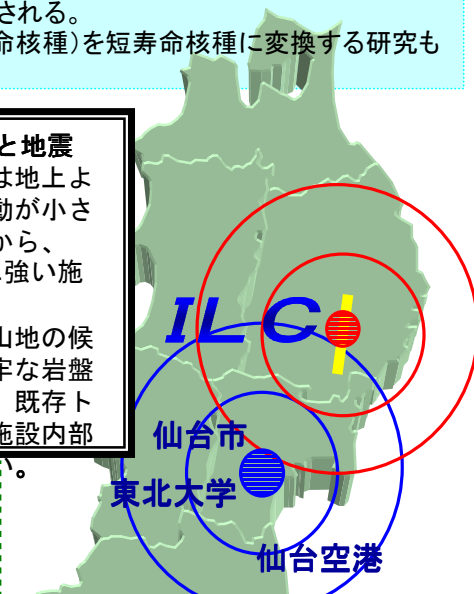 される。
命核種）を短寿命核種に変換する研究も
と地震
は地上よ
動が小さ
から、
強い施
山地の候
牢な岩盤
既存ト
施設内部
い。
ILC
仙台市
東北大学
仙台空港